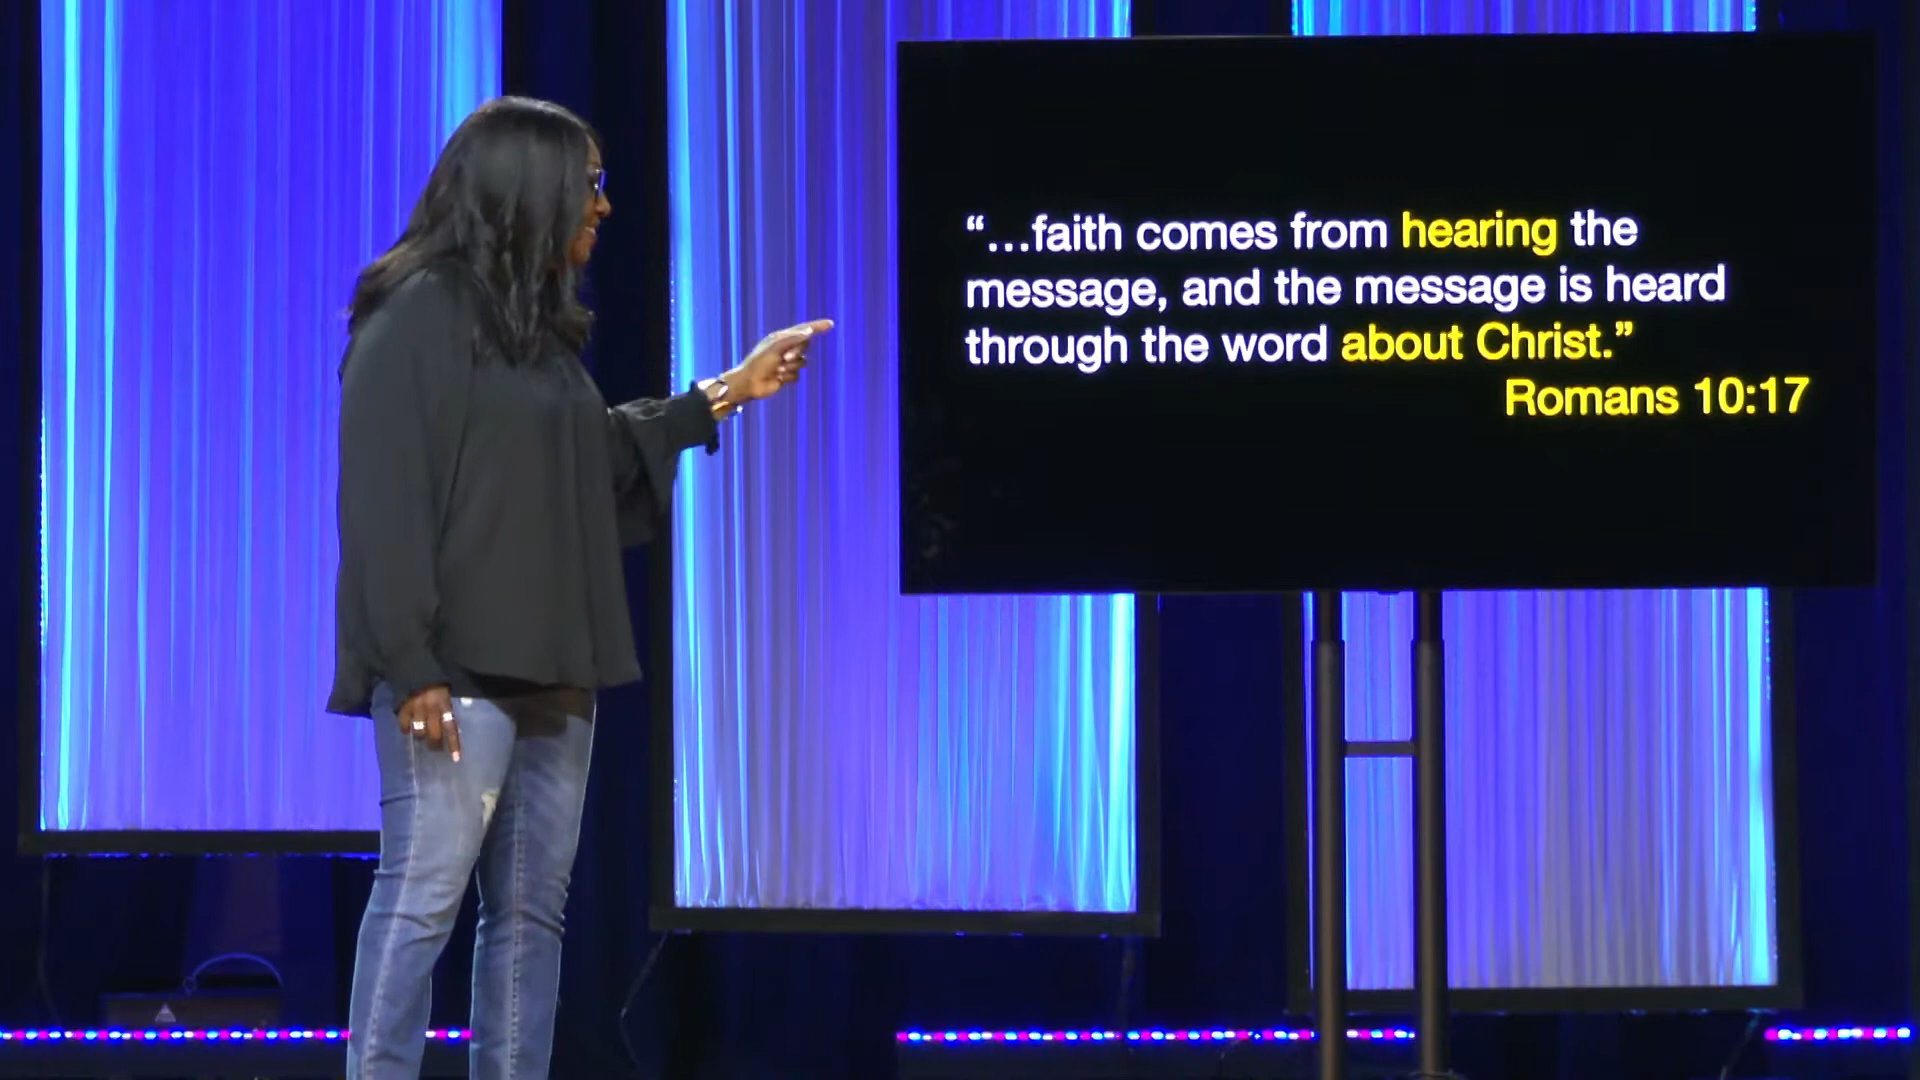 “…faith comes from hearing the
message, and the message is heard
through the word about Christ.”
Romans 10:17